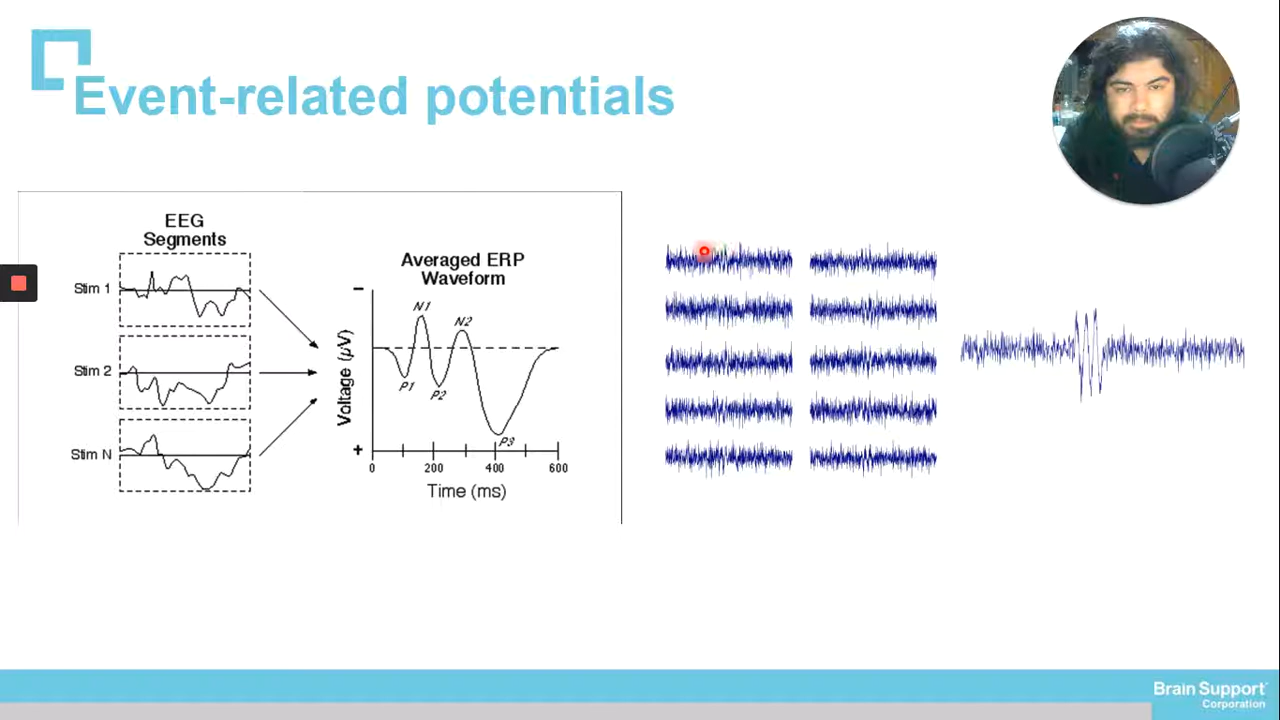 Event-related potentials
EEG
Segments
Stim 1
Stim 2
Stim N
Averaged ERP
Waveform
−
N1
N2
P1
P2
P3
Voltage (μV)
+
0
200
400
600
Time (ms)
Brain Support
Corporation